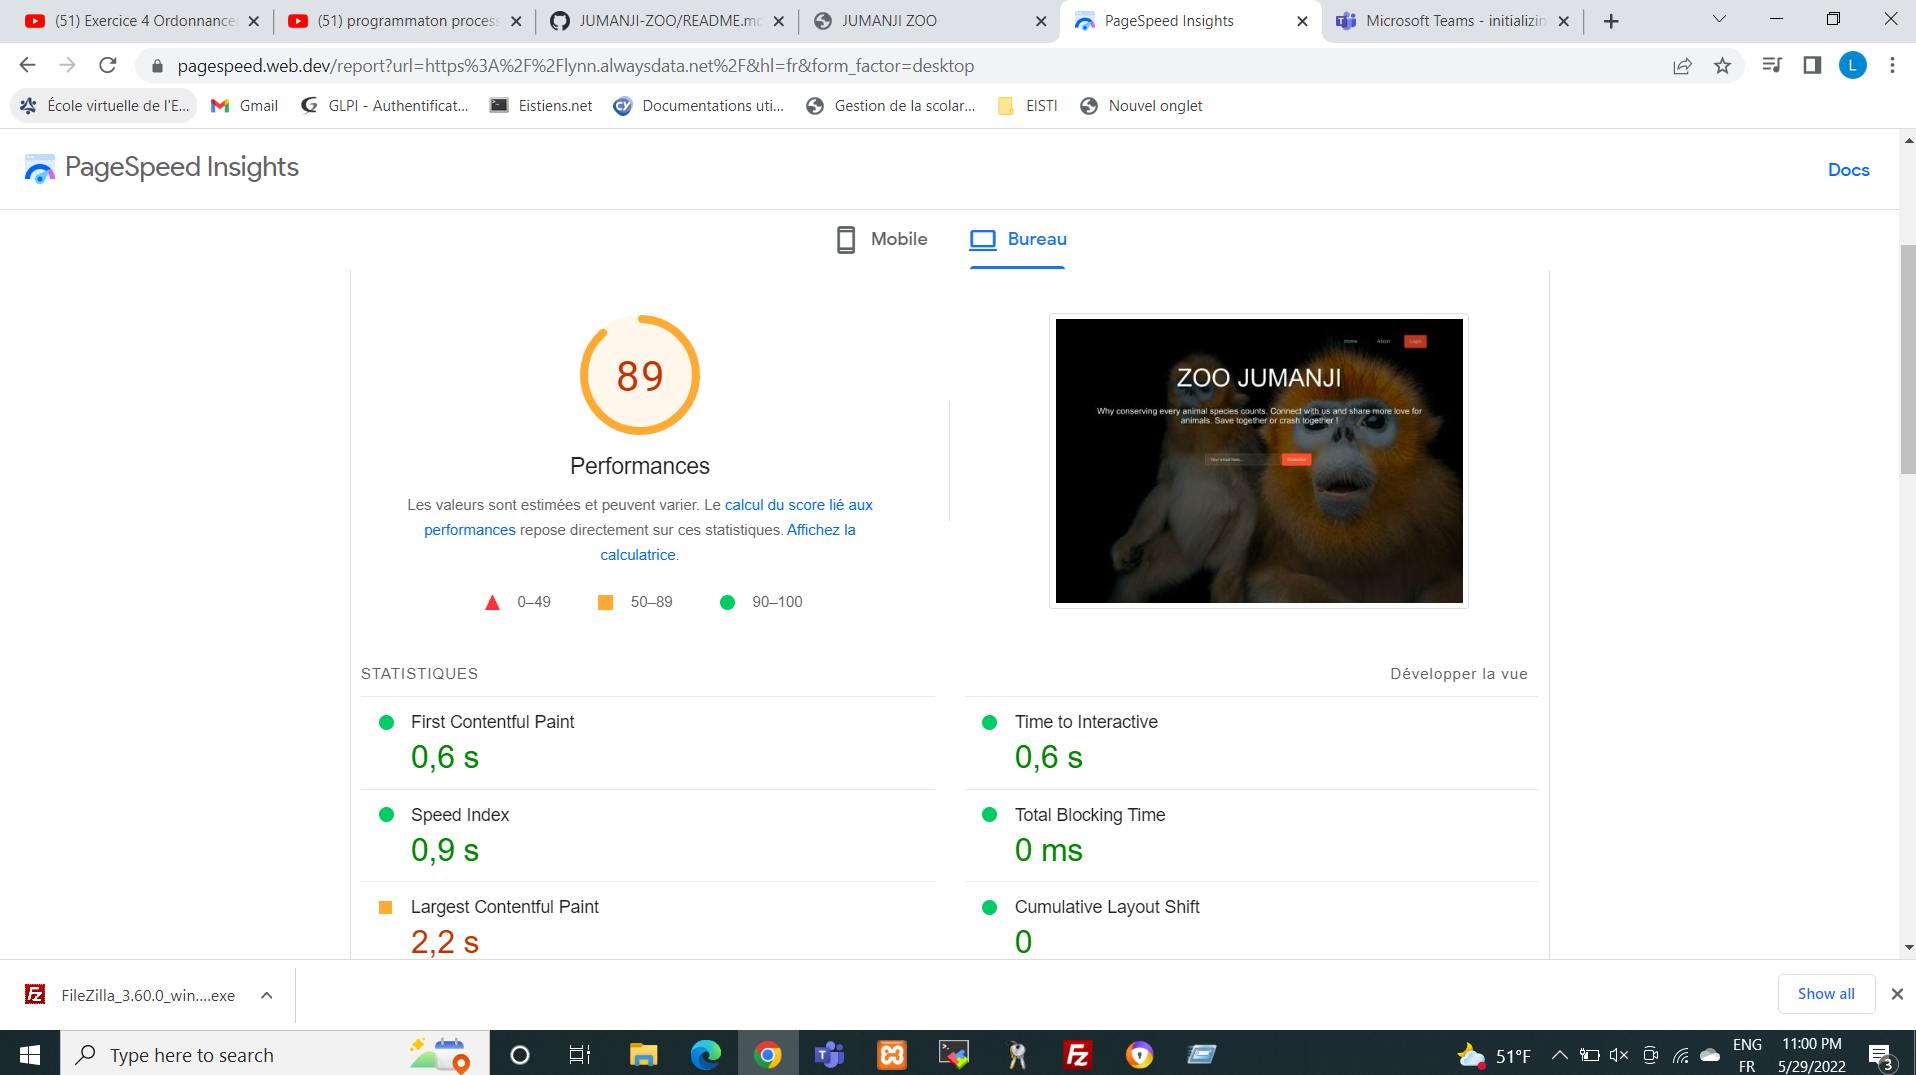 (51) Exercice 4 Ordonnance
(51) programmaton process
JUMANJI-ZOO/README.md
JUMANJI ZOO
PageSpeed Insights
Microsoft Teams - initializin
pagespeed.web.dev/report?url=https%3A%2F%2Flynn.alwaysdata.net%2F&hl=fr&form_factor=desktop
L
École virtuelle de l'E...
Gmail
GLPI - Authentificat...
Eistiens.net
Documentations uti...
Gestion de la scolar...
EISTI
Nouvel onglet
PageSpeed Insights
Docs
Mobile
Bureau
89
Performances
Les valeurs sont estimées et peuvent varier. Le calcul du score lié aux
performances repose directement sur ces statistiques. Affichez la
calculatrice.
0–49
50–89
90–100
Home About Login
ZOO JUMANJI
Why conserving every animal species counts. Connect with us and share more love for
animals. Save together or crash together !
Your email here...
Subscribe
STATISTIQUES
Développer la vue
First Contentful Paint
0,6 s
Time to Interactive
0,6 s
Speed Index
0,9 s
Total Blocking Time
0 ms
Largest Contentful Paint
2,2 s
Cumulative Layout Shift
0
FileZilla_3.60.0_win....exe
Show all
Type here to search
51°F
ENG
FR
11:00 PM
5/29/2022
3